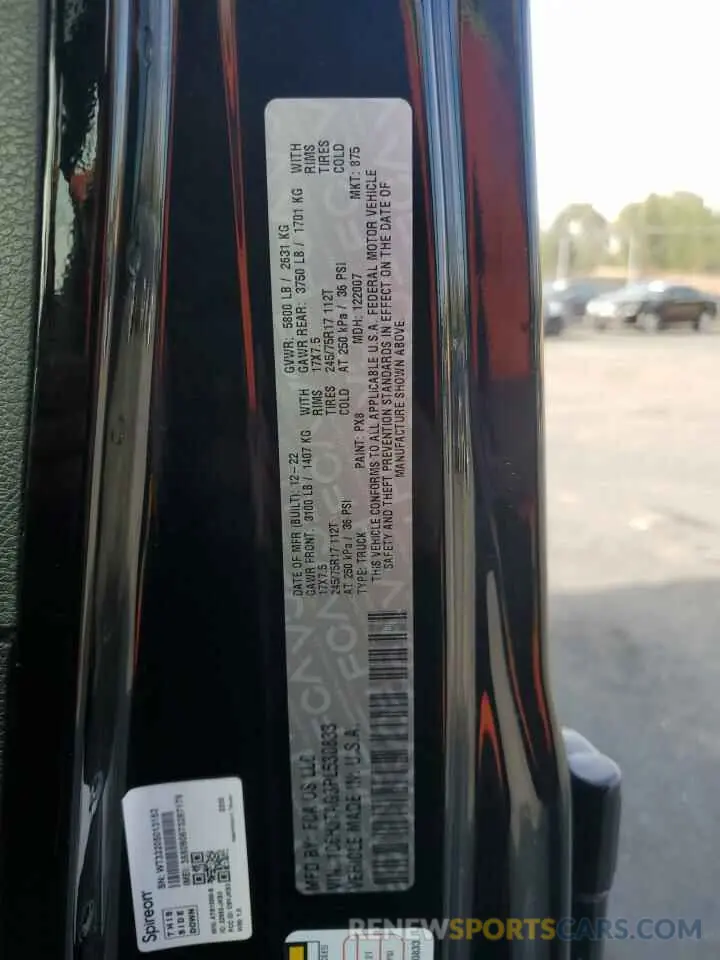 MFD BY: FCA US LLC
DATE OF MFR (BUILT): 12-22
GVWR: 5800 LB / 2631 KG
GAWR FRONT: 3100 LB / 1407 KG
WITH
GAWR REAR: 3750 LB / 1701 KG
WITH
17X7.5
RIMS
17X7.5
RIMS
245/75R17 112T
TIRES
245/75R17 112T
TIRES
AT 250 kPa / 36 PSI
COLD
AT 250 kPa / 36 PSI
COLD
TYPE: TRUCK
PAINT: PX8
MDH: 122007
MKT: 875
THIS VEHICLE CONFORMS TO ALL APPLICABLE U.S.A. FEDERAL MOTOR VEHICLE
SAFETY AND THEFT PREVENTION STANDARDS IN EFFECT ON THE DATE OF
MANUFACTURE SHOWN ABOVE.
VEHICLE MADE IN U.S.A.
Spireon
THIS
SIDE
DOWN
RENEWSPORTSCARS.COM